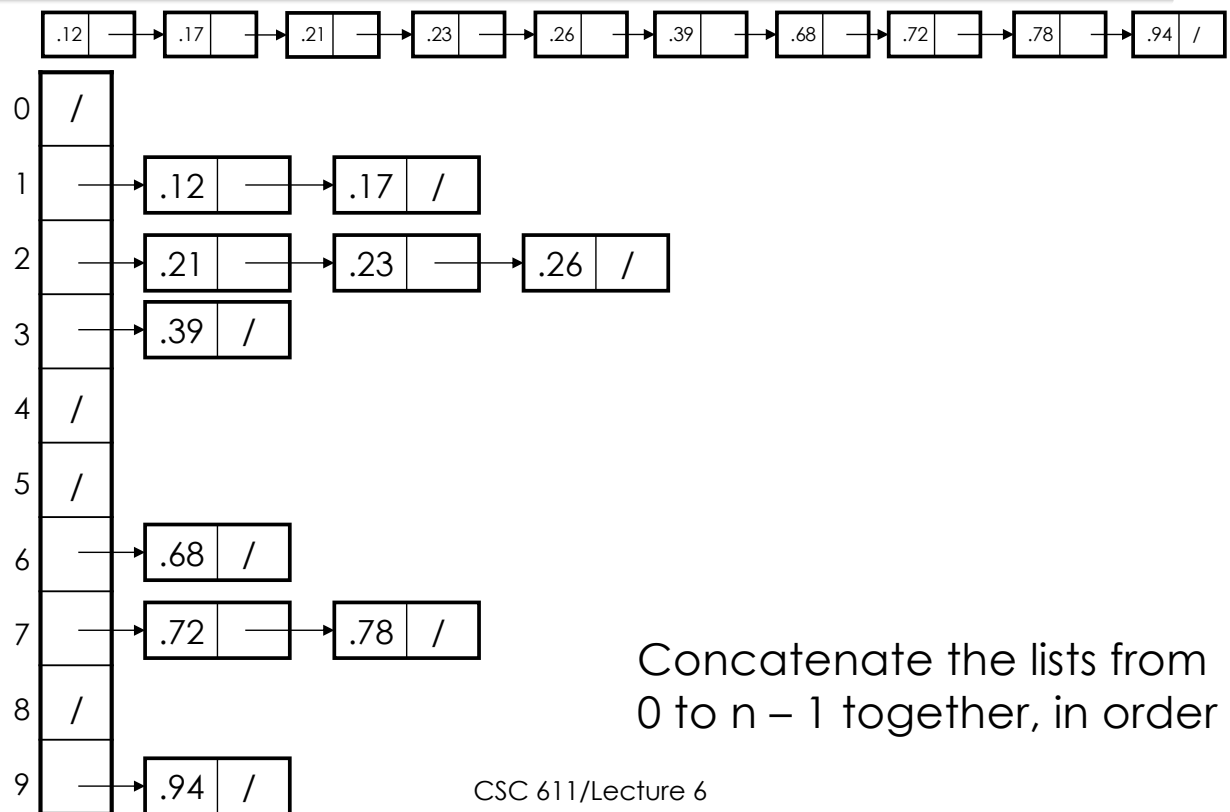 .12 .17 .21 .23 .26 .39 .68 .72 .78 .94 /
0 /
1 .12 .17 /
2 .21 .23 .26 /
3 .39 /
4 /
5 /
6 .68 /
7 .72 .78 /
8 /
9 .94 /
Concatenate the lists from
0 to n – 1 together, in order
CSC 611/Lecture 6